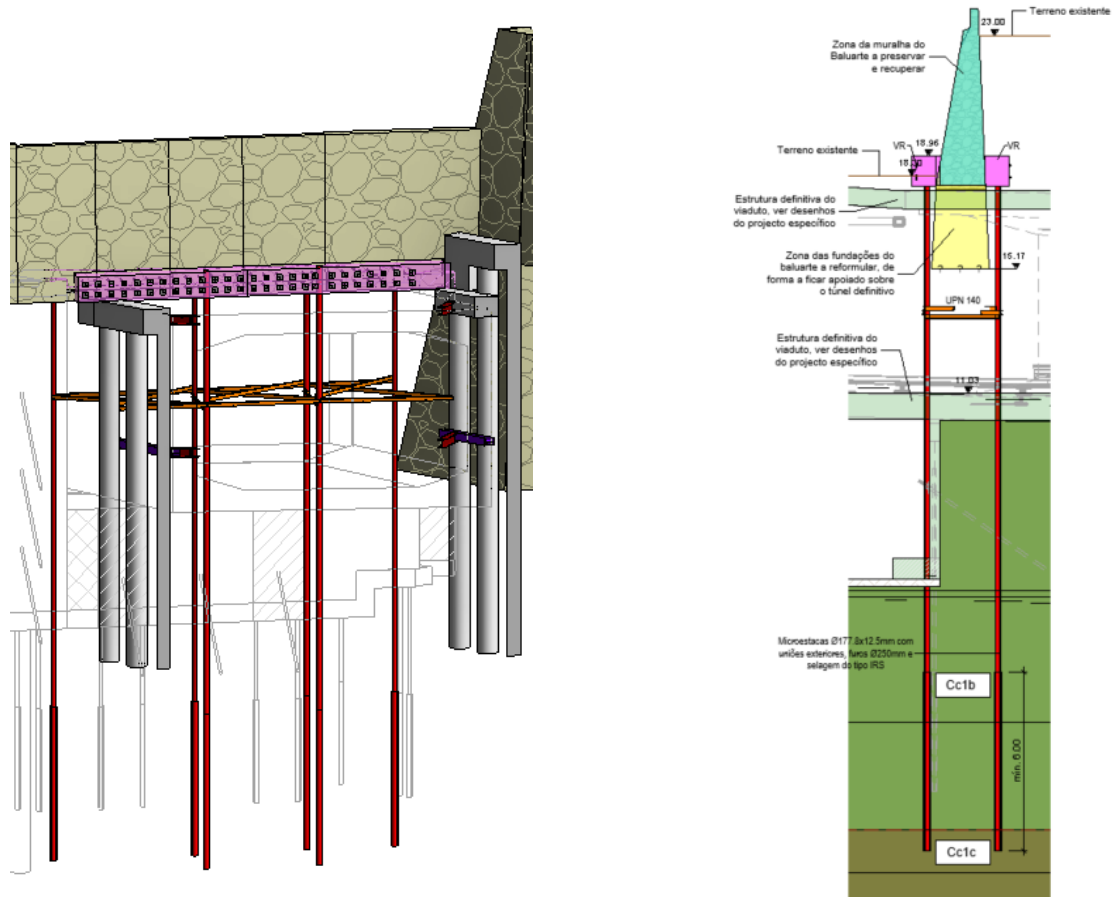 23.00
Terreno existente
Zona da muralha do
Baluarte a preservar
e recuperar
VR
18.96
VR
Terreno existente
Estrutura definitiva do
viaduto, ver desenhos
do projecto específico
Zona das fundações do
baluarte a reformular, de
forma a ficar apoiado sobre
o túnel definitivo
UPN 140
Estrutura definitiva do
viaduto, ver desenhos
do projecto específico
11.03
Microestacas Ø177.8x12.5mm com
uniões exteriores, furos Ø250mm e
selagem do tipo IRS
Cc1b
mín. 6.00
Cc1c